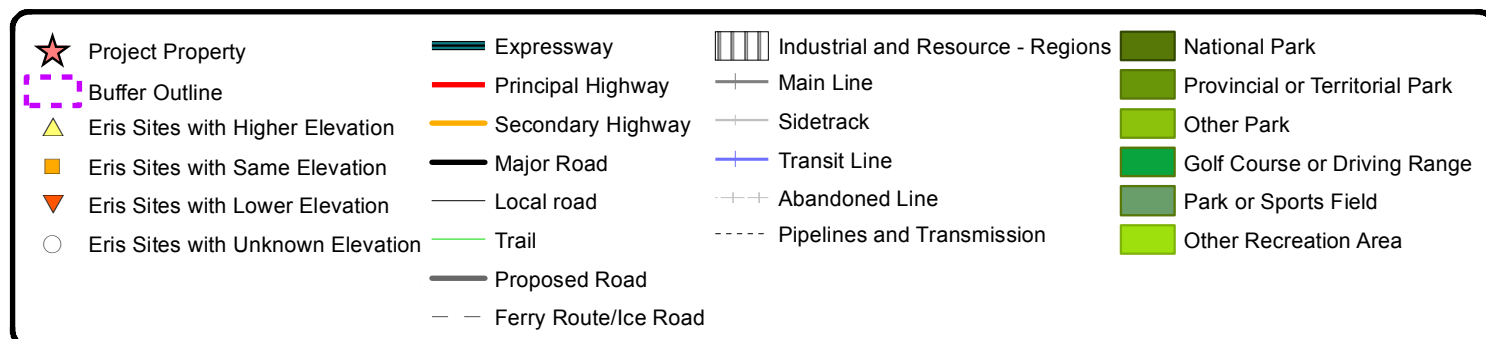 Project Property
Buffer Outline
Eris Sites with Higher Elevation
Eris Sites with Same Elevation
Eris Sites with Lower Elevation
Eris Sites with Unknown Elevation
Expressway
Principal Highway
Secondary Highway
Major Road
Local road
Trail
Proposed Road
Ferry Route/Ice Road
Industrial and Resource - Regions
Main Line
Sidetrack
Transit Line
Abandoned Line
Pipelines and Transmission
National Park
Provincial or Territorial Park
Other Park
Golf Course or Driving Range
Park or Sports Field
Other Recreation Area